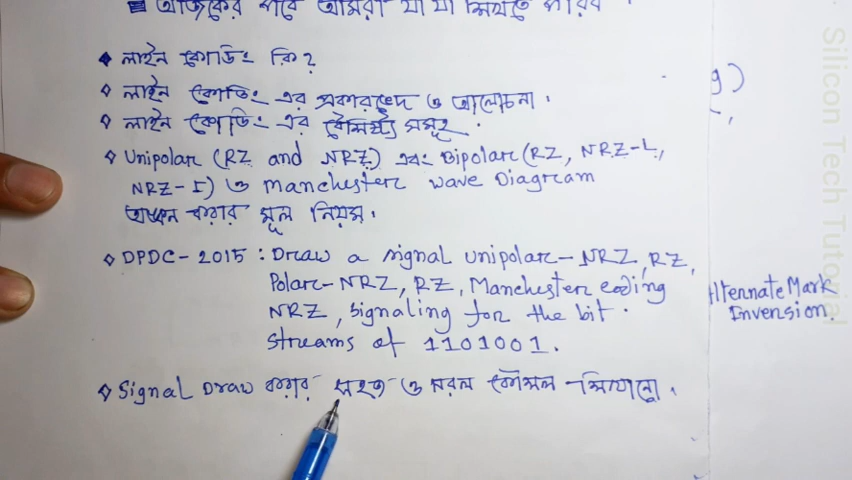 ■ আজকের পর্বে আমরা যা যা শিখতে পারব :
◆ লাইন কোডিং কি?
◆ লাইন কোডিং এর প্রকারভেদ ও আলোচনা।
◆ লাইন কোডিং এর বৈশিষ্ট্য সমূহ।
◆ Unipolar (RZ and NRZ) এবং Bipolar (RZ, NRZ-L,
NRZ-I) ও Manchester wave Diagram
অঙ্কন করার মূল নিয়ম।
◆ DPDC-2015 : Draw a signal unipolar-NRZ, RZ,
Polar-NRZ, RZ, Manchester coding
NRZ, signaling for the bit
streams of 1101001.
◆ Signal Draw করার সহজ ও সরল কৌশল শিখানো।
g)
Alternate Mark
Invension.
Silicon Tech Tutorial